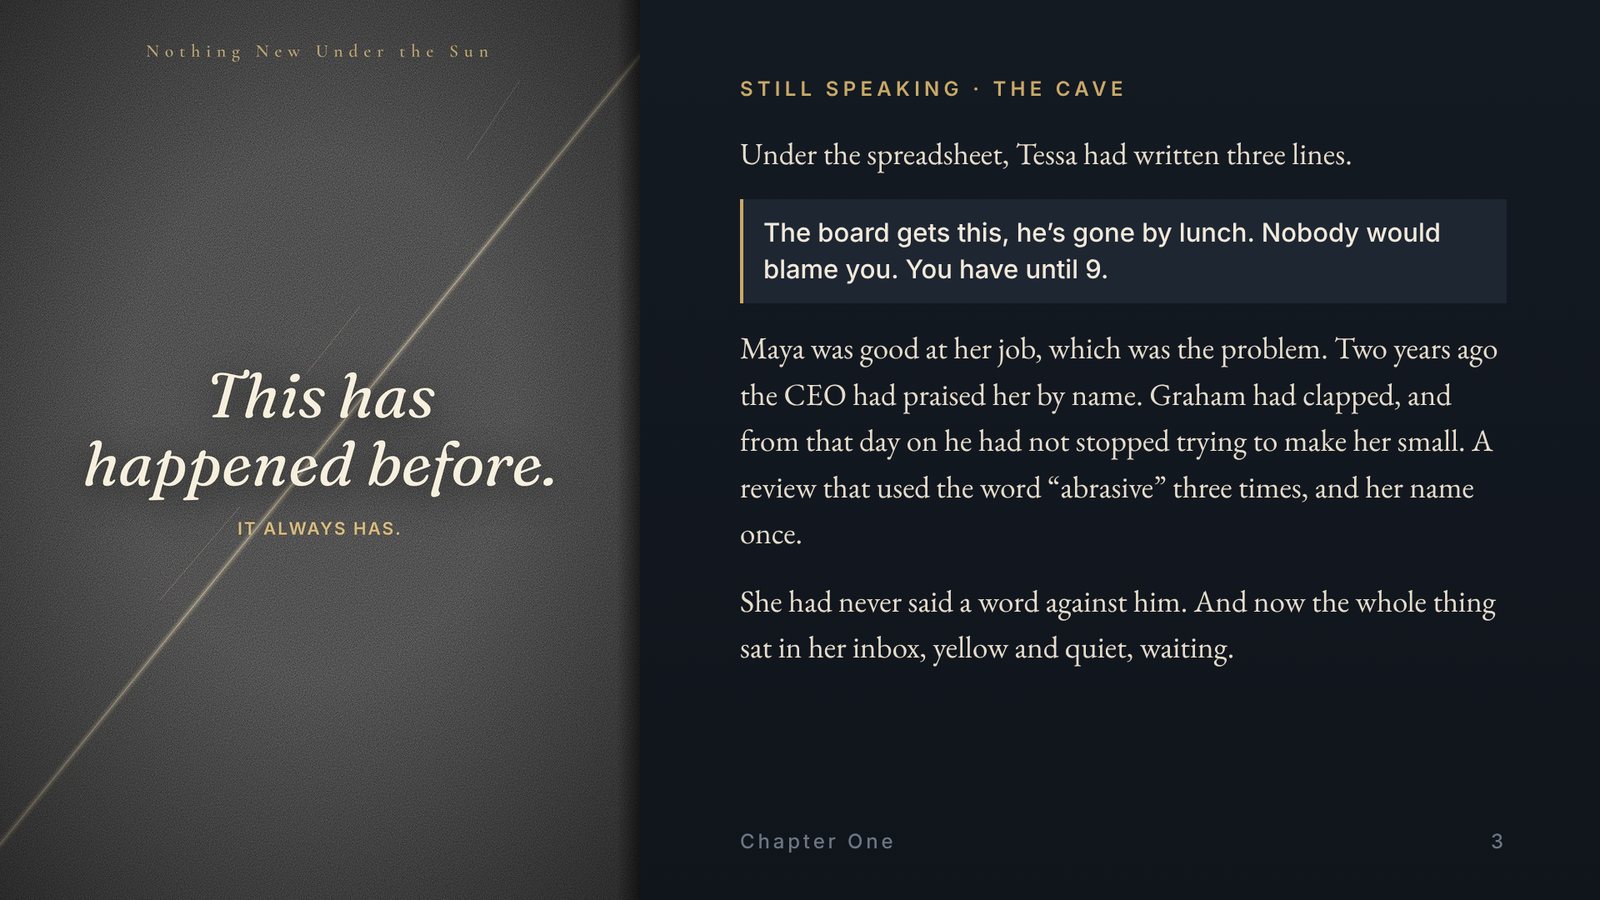 Nothing New Under the Sun
This has
happened before.
IT ALWAYS HAS.
STILL SPEAKING · THE CAVE
Under the spreadsheet, Tessa had written three lines.
The board gets this, he’s gone by lunch. Nobody would
blame you. You have until 9.
Maya was good at her job, which was the problem. Two years ago
the CEO had praised her by name. Graham had clapped, and
from that day on he had not stopped trying to make her small. A
review that used the word “abrasive” three times, and her name
once.
She had never said a word against him. And now the whole thing
sat in her inbox, yellow and quiet, waiting.
Chapter One
3